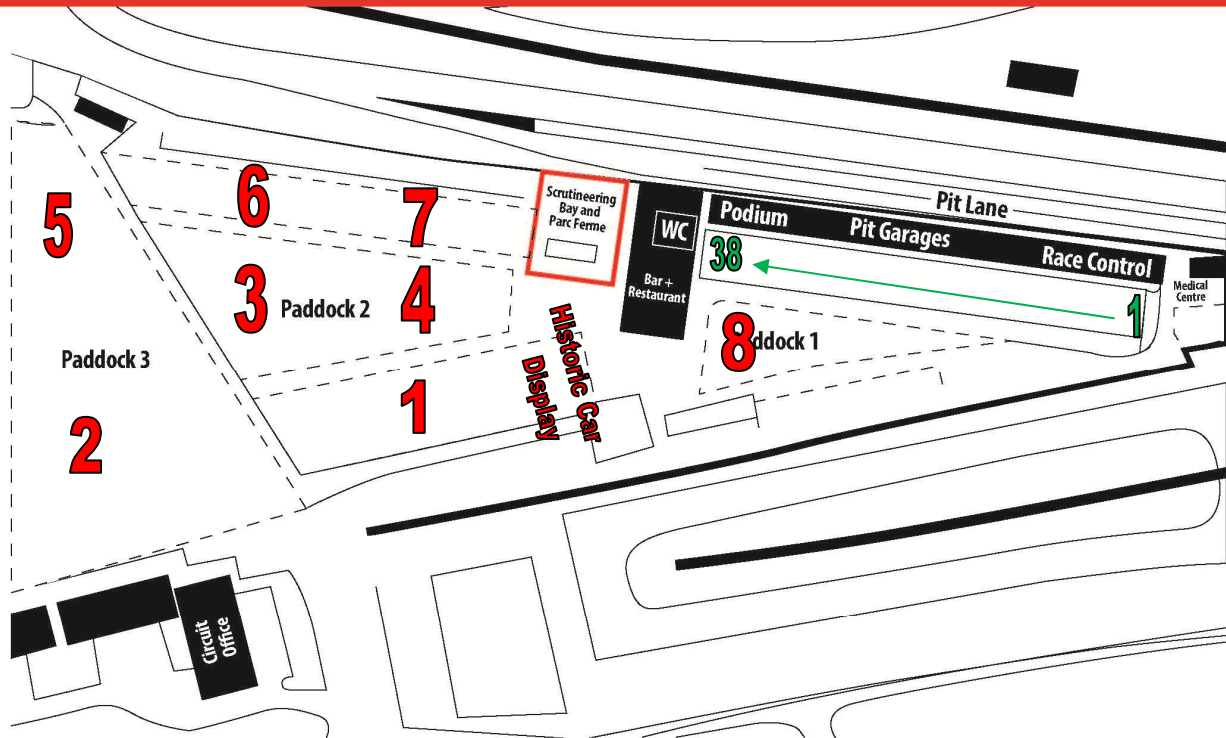 5
6
7
3
Paddock 2
4
Paddock 3
1
2
Scrutineering
Bay and
Parc Ferme
WC
Bar +
Restaurant
Historic Car
Display
Pit Lane
Podium
Pit Garages
Race Control
38
1
Medical
Centre
8
ddock 1
Circuit
Office